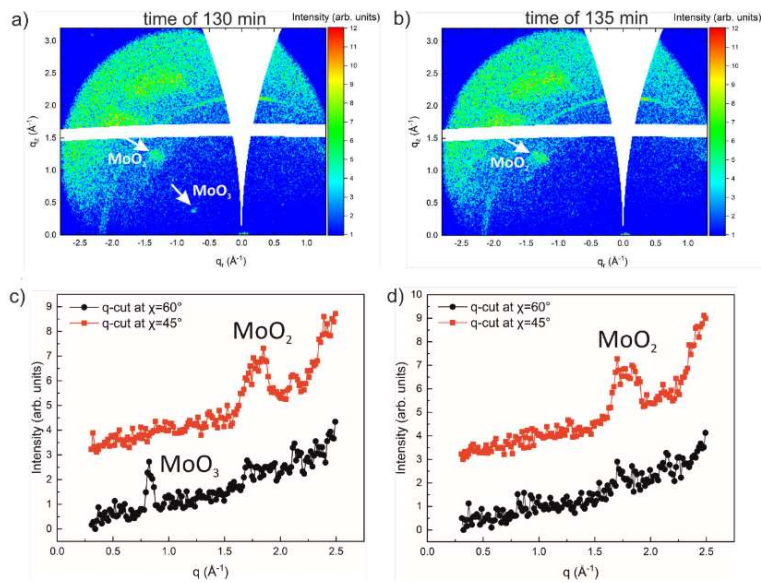 a) time of 130 min Intensity (arb. units)
3.0
2.5
2.0
1.5
1.0
0.5
0.0
qz (Å⁻¹)
-2.5 -2.0 -1.5 -1.0 -0.5 0.0 0.5 1.0
qr (Å⁻¹)
12
11
10
9
8
7
6
5
4
3
2
1
MoO2
MoO3
b) time of 135 min Intensity (arb. units)
3.0
2.5
2.0
1.5
1.0
0.5
0.0
qz (Å⁻¹)
-2.5 -2.0 -1.5 -1.0 -0.5 0.0 0.5 1.0
qr (Å⁻¹)
12
11
10
9
8
7
6
5
4
3
2
1
MoO2
c)
q-cut at χ=60°
q-cut at χ=45°
MoO2
MoO3
9
8
7
6
5
4
3
2
1
0
Intensity (arb. units)
0.0 0.5 1.0 1.5 2.0 2.5
q (Å⁻¹)
d)
q-cut at χ=60°
q-cut at χ=45°
MoO2
10
9
8
7
6
5
4
3
2
1
0
Intensity (arb. units)
0.0 0.5 1.0 1.5 2.0 2.5
q (Å⁻¹)